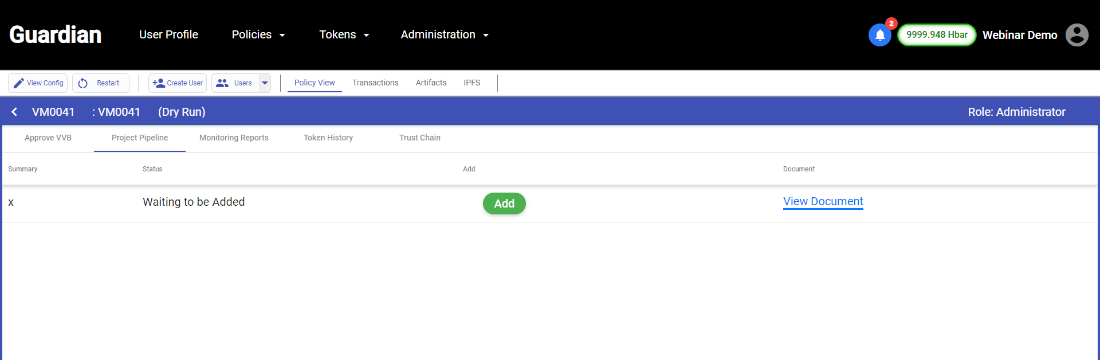 Guardian User Profile Policies Tokens Administration 2 9999.948 Hbar Webinar Demo
View Config Restart Create User Users Policy View Transactions Artifacts IPFS
VM0041 : VM0041 (Dry Run) Role: Administrator
Approve VVB Project Pipeline Monitoring Reports Token History Trust Chain
Summary Status Add Document
x Waiting to be Added Add View Document